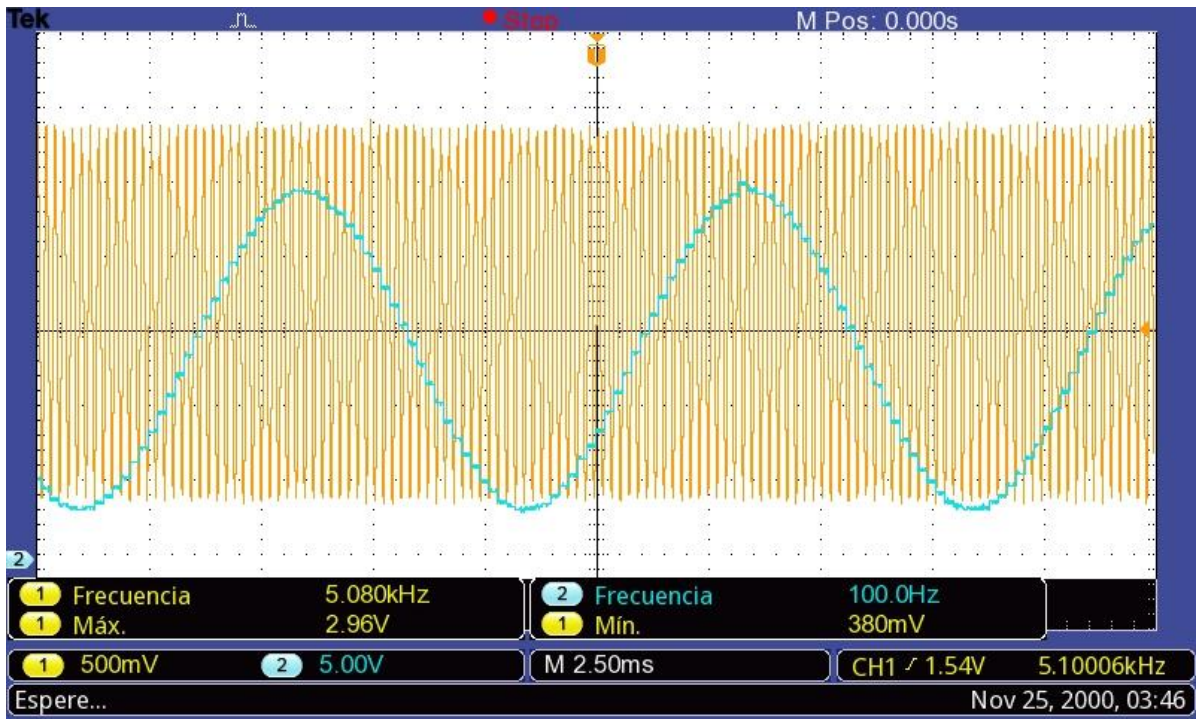 Tek Stop M Pos: 0.000s
2
1 Frecuencia 5.080kHz 2 Frecuencia 100.0Hz
1 Máx. 2.96V 1 Mín. 380mV
1 500mV 2 5.00V M 2.50ms CH1 1.54V 5.10006kHz
Espere... Nov 25, 2000, 03:46